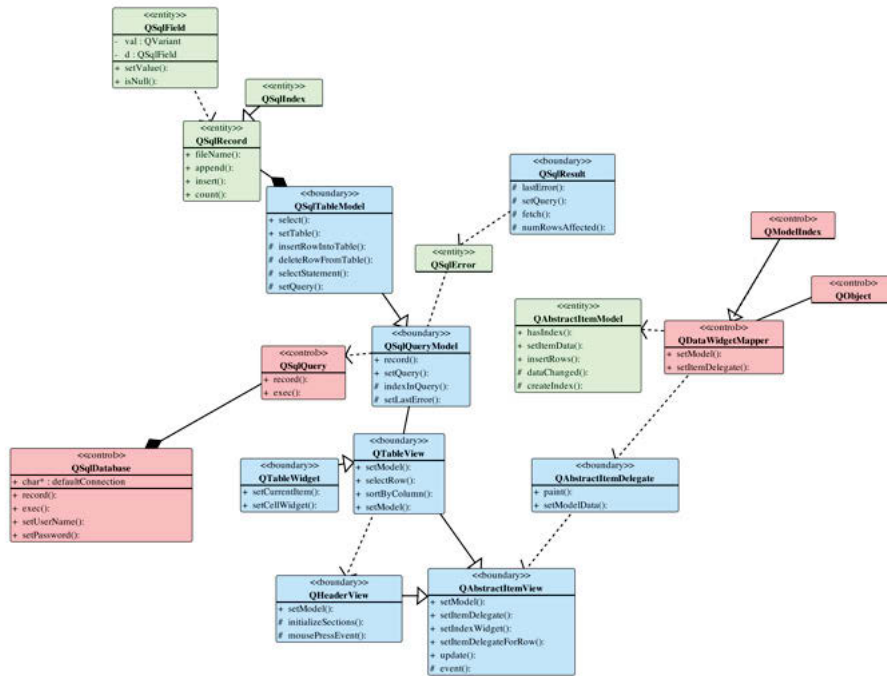 <<entity>>
QSqlField
- val : QVariant
- d : QSqlField
+ setValue():
+ isNull():
<<entity>>
QSqlIndex
<<entity>>
QSqlRecord
+ fileName():
+ append():
+ insert():
+ count():
<<boundary>>
QSqlResult
# lastError():
# setQuery():
# fetch():
# numRowsAffected():
<<boundary>>
QSqlTableModel
+ select():
+ setTable():
# insertRowIntoTable():
# deleteRowFromTable():
# selectStatement():
# setQuery():
<<control>>
QModelIndex
<<entity>>
QSqlError
<<control>>
QObject
<<entity>>
QAbstractItemModel
+ hasIndex():
+ setItemData():
+ insertRows():
# dataChanged():
# createIndex():
<<control>>
QDataWidgetMapper
+ setModel():
+ setItemDelegate():
<<boundary>>
QSqlQueryModel
+ record():
+ setQuery():
# indexInQuery():
# setLastError():
<<control>>
QSqlQuery
+ record():
+ exec():
<<control>>
QSqlDatabase
+ char* : defaultConnection
+ record():
+ exec():
+ setUserName():
+ setPassword():
<<boundary>>
QTableWidget
+ setCurrentItem():
+ setCellWidget():
<<boundary>>
QTableView
+ setModel():
+ selectRow():
+ sortByColumn():
+ setModel():
<<boundary>>
QAbstractItemDelegate
+ paint():
+ setModelData():
<<boundary>>
QHeaderView
+ setModel():
# initializeSections():
# mousePressEvent():
<<boundary>>
QAbstractItemView
+ setModel():
+ setItemDelegate():
+ setIndexWidget():
+ setItemDelegateForRow():
+ update():
# event():